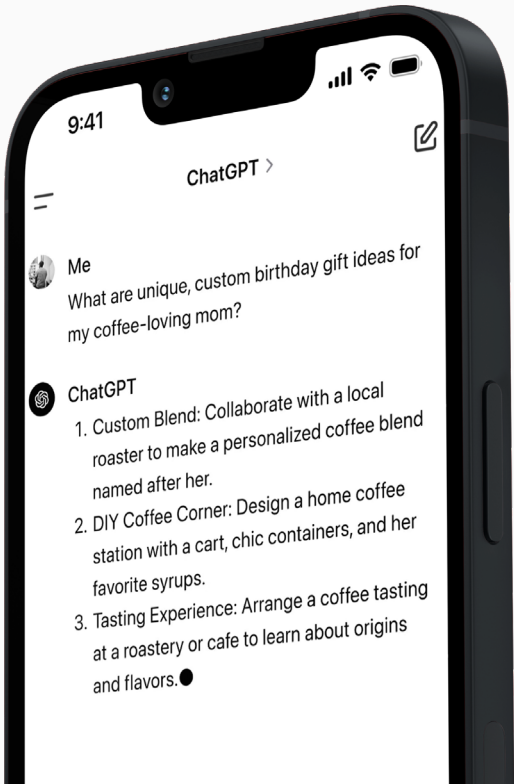 9:41
ChatGPT
Me
What are unique, custom birthday gift ideas for
my coffee-loving mom?
ChatGPT
1. Custom Blend: Collaborate with a local
roaster to make a personalized coffee blend
named after her.
2. DIY Coffee Corner: Design a home coffee
station with a cart, chic containers, and her
favorite syrups.
3. Tasting Experience: Arrange a coffee tasting
at a roastery or cafe to learn about origins
and flavors.